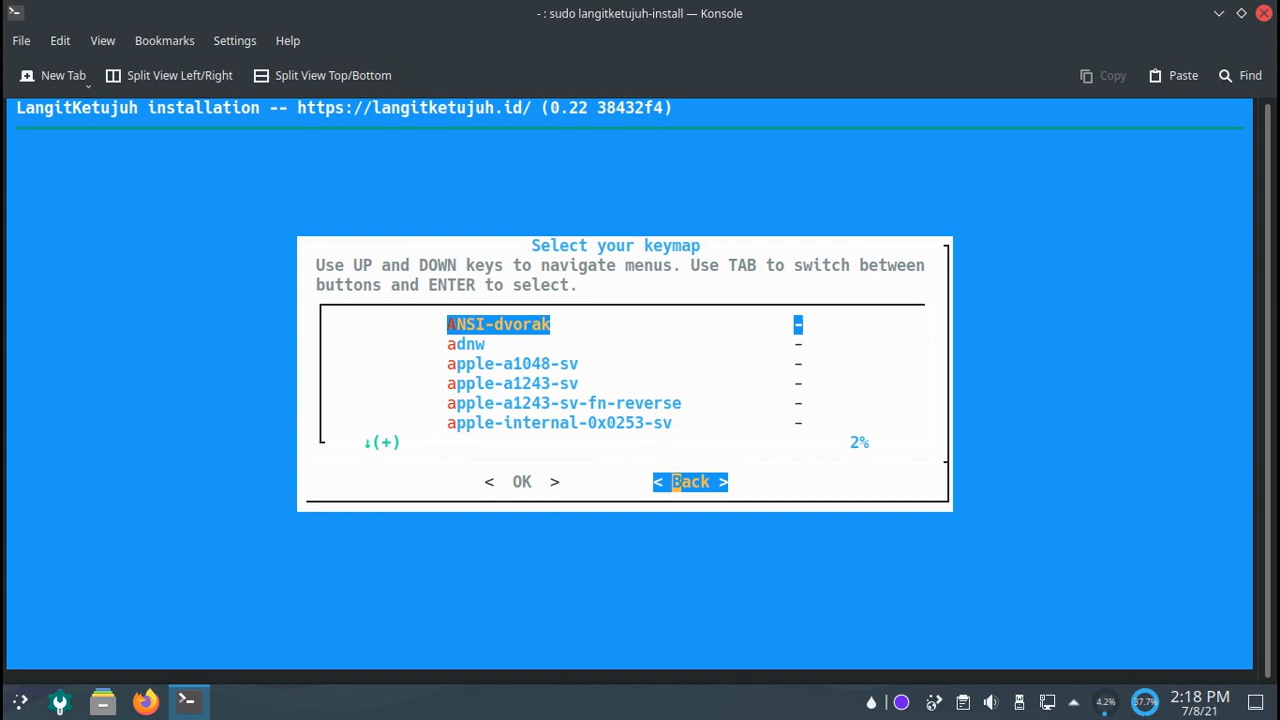 - : sudo langitketujuh-install — Konsole
File Edit View Bookmarks Settings Help
New Tab Split View Left/Right Split View Top/Bottom Copy Paste Find
LangitKetujuh installation -- https://langitketujuh.id/ (0.22 38432f4)
Select your keymap
Use UP and DOWN keys to navigate menus. Use TAB to switch between
buttons and ENTER to select.
ANSI-dvorak -
adnw -
apple-a1048-sv -
apple-a1243-sv -
apple-a1243-sv-fn-reverse -
apple-internal-0x0253-sv -
↓(+) 2%
< OK > < Back >
4.2% 37.7% 2:18 PM
7/8/21